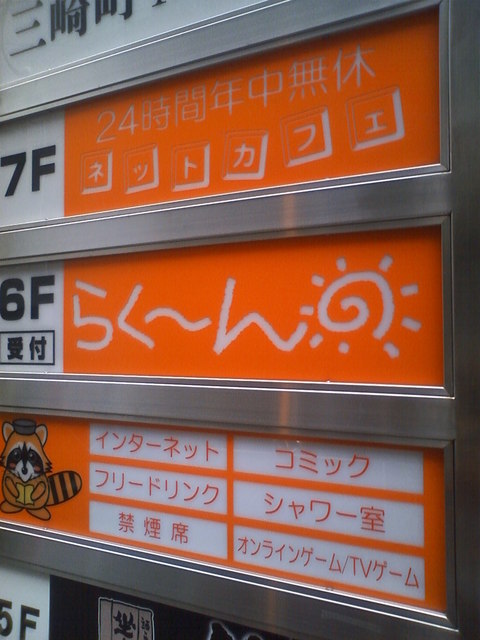 三崎町
7F
24時間年中無休
ネットカフェ
6F
受付
らく〜ん
インターネット
コミック
フリードリンク
シャワー室
禁煙席
オンラインゲーム/TVゲーム
5F